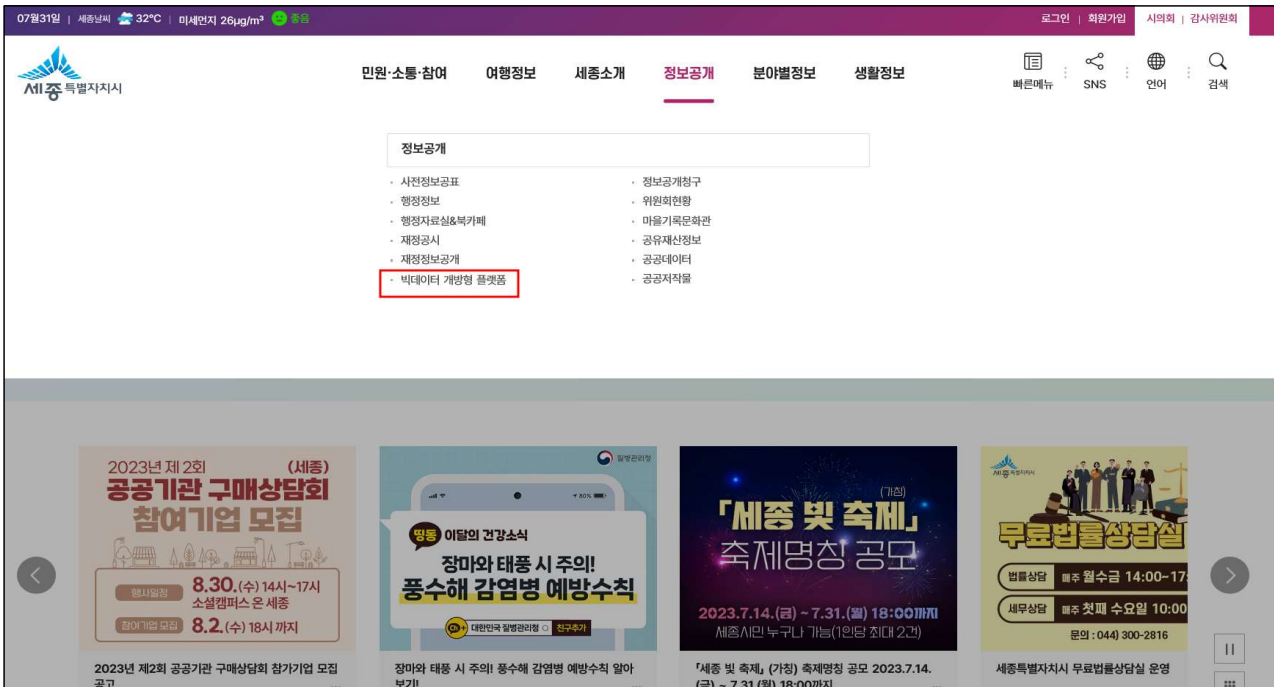 07월31일 | 세종날씨 32°C | 미세먼지 26μg/m³ 좋음
로그인 | 회원가입 시의회 | 감사위원회
세종특별자치시
민원·소통·참여 여행정보 세종소개 정보공개 분야별정보 생활정보
빠른메뉴 SNS 언어 검색
정보공개
· 사전정보공표
· 행정정보
· 행정자료실&북카페
· 재정공시
· 재정정보공개
· 빅데이터 개방형 플랫폼
· 정보공개청구
· 위원회현황
· 마을기록문화관
· 공유재산정보
· 공공데이터
· 공공저작물
2023년 제 2회 (세종)
공공기관 구매상담회
참여기업 모집
행사일정 8.30.(수) 14시~17시
소셜캠퍼스 온 세종
참여기업 모집 8.2.(수) 18시 까지
2023년 제2회 공공기관 구매상담회 참가기업 모집
공고
질병관리청
80%
띵동 이달의 건강소식
장마와 태풍 시 주의!
풍수해 감염병 예방수칙
Ch+ 대한민국 질병관리청 친구추가
장마와 태풍 시 주의! 풍수해 감염병 예방수칙 알아
보기!
(가칭)
「세종 빛 축제」
축제명칭 공모
2023.7.14.(금) ~ 7.31.(월) 18:00까지
세종시민 누구나 가능(1인당 최대 2건)
「세종 빛 축제」 (가칭) 축제명칭 공모 2023.7.14.
(금) ~ 7.31.(월) 18:00까지
세종특별자치시
무료법률상담실
법률상담 매주 월수금 14:00~17:
세무상담 매주 첫째 수요일 10:00
문의 : 044) 300-2816
세종특별자치시 무료법률상담실 운영